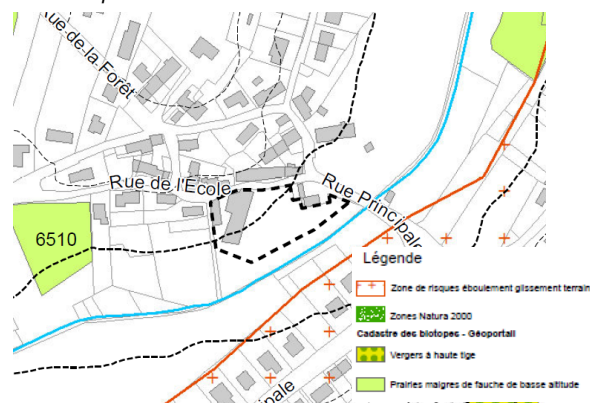 Rue de la Forêt
Rue de l'Ecole
Rue Principale
6510
Légende
Zone de risques éboulement glissement terrain
Zones Natura 2000
Cadastre des biotopes - Géoportail
Vergers à haute tige
Prairies maigres de fauche de basse altitude